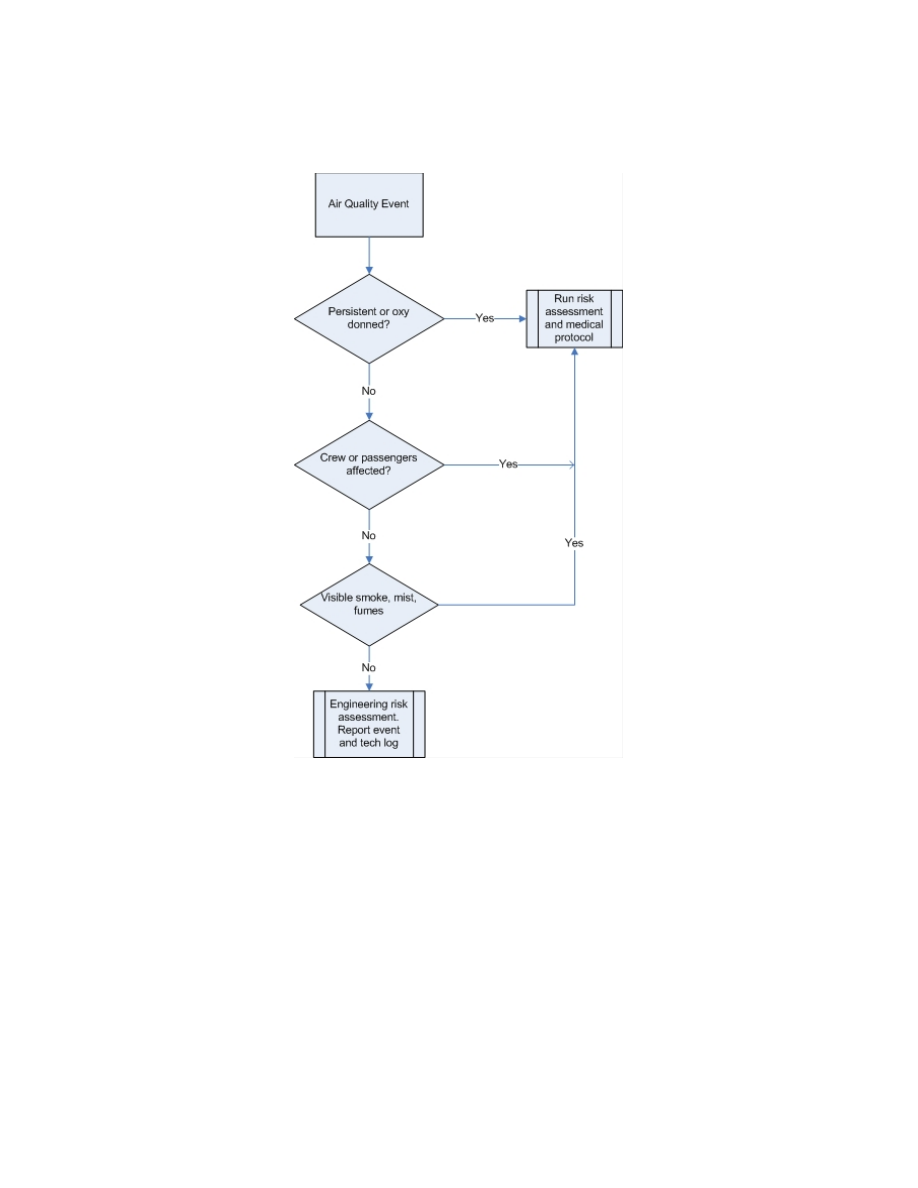 Air Quality Event
Persistent or oxy
donned?
Yes
Run risk
assessment
and medical
protocol
No
Crew or passengers
affected?
Yes
No
Yes
Visible smoke, mist,
fumes
No
Engineering risk
assessment.
Report event
and tech log